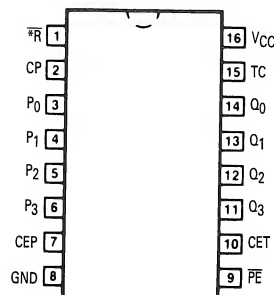 *R 1
CP 2
P0 3
P1 4
P2 5
P3 6
CEP 7
GND 8
16 VCC
15 TC
14 Q0
13 Q1
12 Q2
11 Q3
10 CET
9 PE